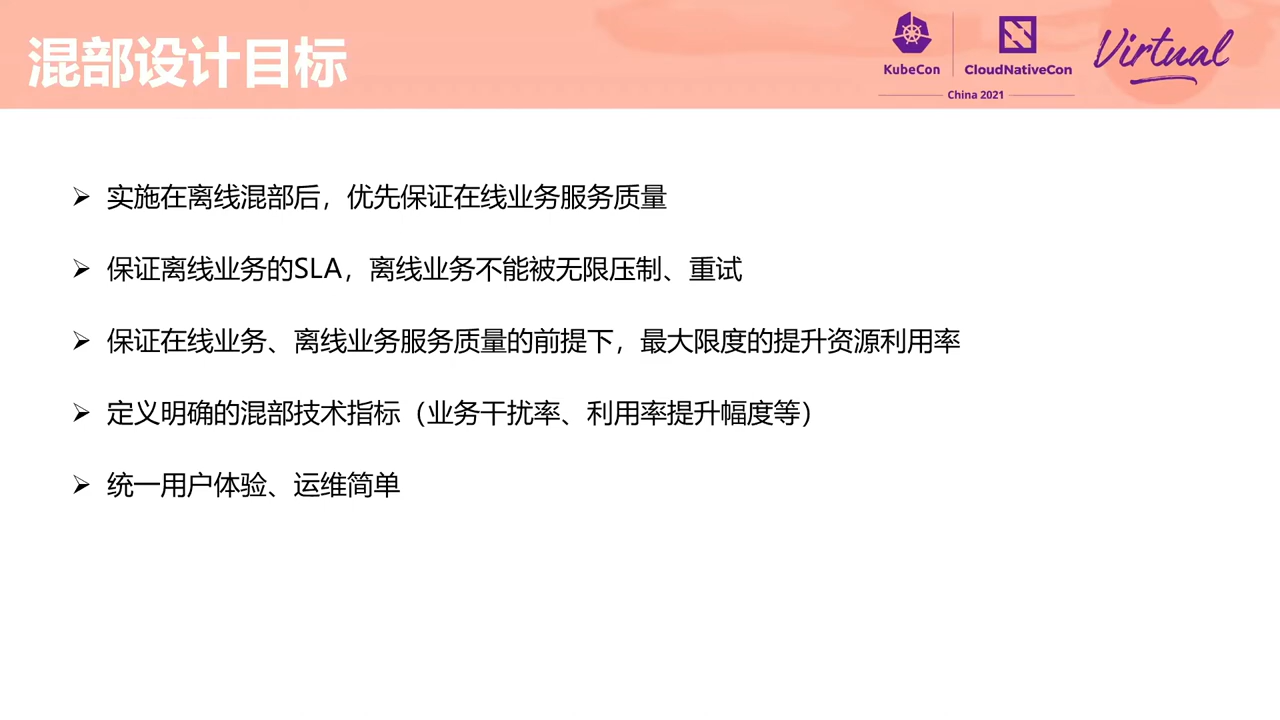 混部设计目标
KubeCon
CloudNativeCon
China 2021
Virtual
实施在离线混部后，优先保证在线业务服务质量
保证离线业务的SLA，离线业务不能被无限压制、重试
保证在线业务、离线业务服务质量的前提下，最大限度的提升资源利用率
定义明确的混部技术指标（业务干扰率、利用率提升幅度等）
统一用户体验、运维简单